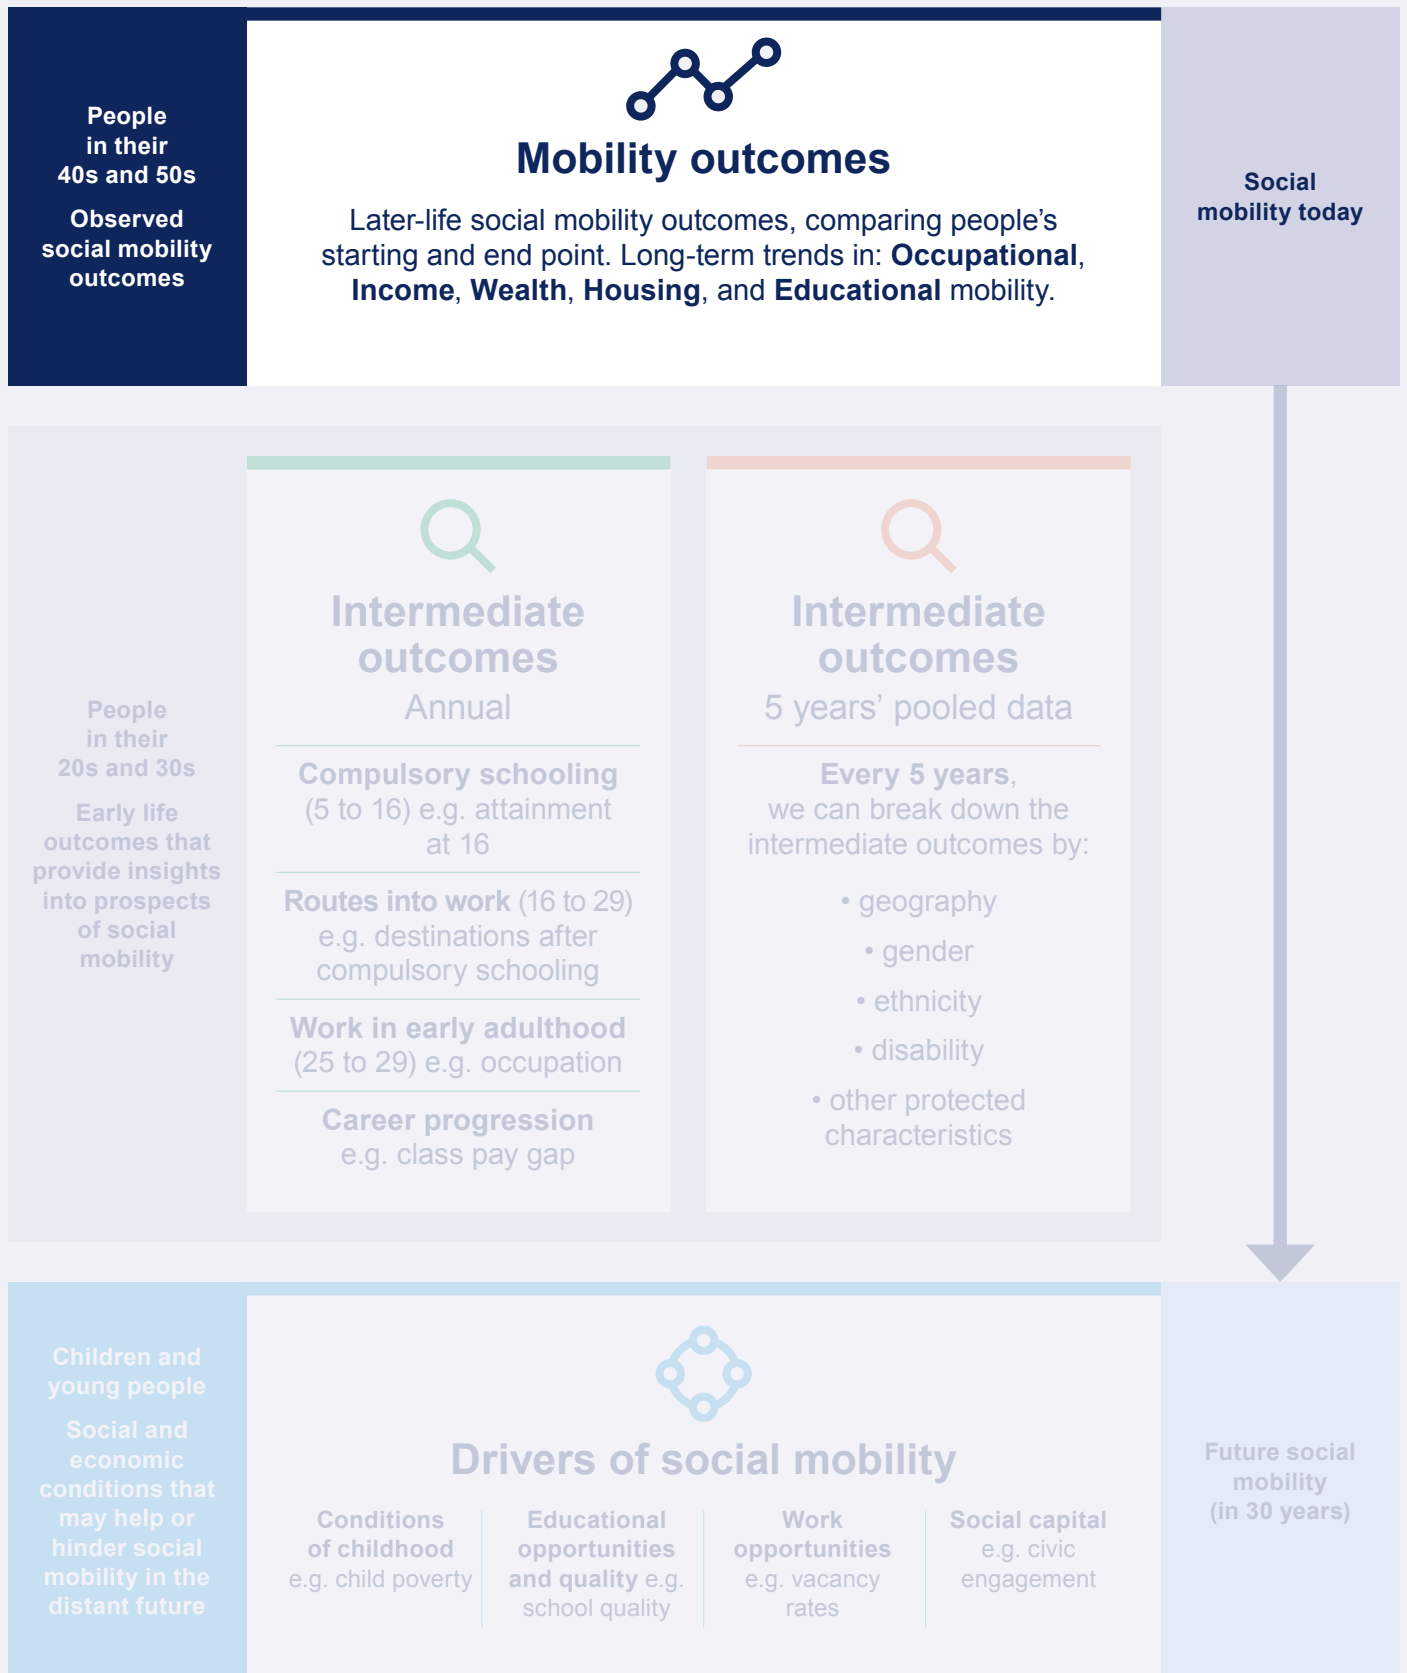 People
in their
40s and 50s
Observed
social mobility
outcomes
Mobility outcomes
Later-life social mobility outcomes, comparing people’s
starting and end point. Long-term trends in: Occupational,
Income, Wealth, Housing, and Educational mobility.
Social
mobility today
People
in their
20s and 30s
Early life
outcomes that
provide insights
into prospects
of social
mobility
Intermediate
outcomes
Annual
Compulsory schooling
(5 to 16) e.g. attainment
at 16
Routes into work (16 to 29)
e.g. destinations after
compulsory schooling
Work in early adulthood
(25 to 29) e.g. occupation
Career progression
e.g. class pay gap
Intermediate
outcomes
5 years’ pooled data
Every 5 years,
we can break down the
intermediate outcomes by:
• geography
• gender
• ethnicity
• disability
• other protected
characteristics
Children and
young people
Social and
economic
conditions that
may help or
hinder social
mobility in the
distant future
Drivers of social mobility
Conditions
of childhood
e.g. child poverty
Educational
opportunities
and quality e.g.
school quality
Work
opportunities
e.g. vacancy
rates
Social capital
e.g. civic
engagement
Future social
mobility
(in 30 years)